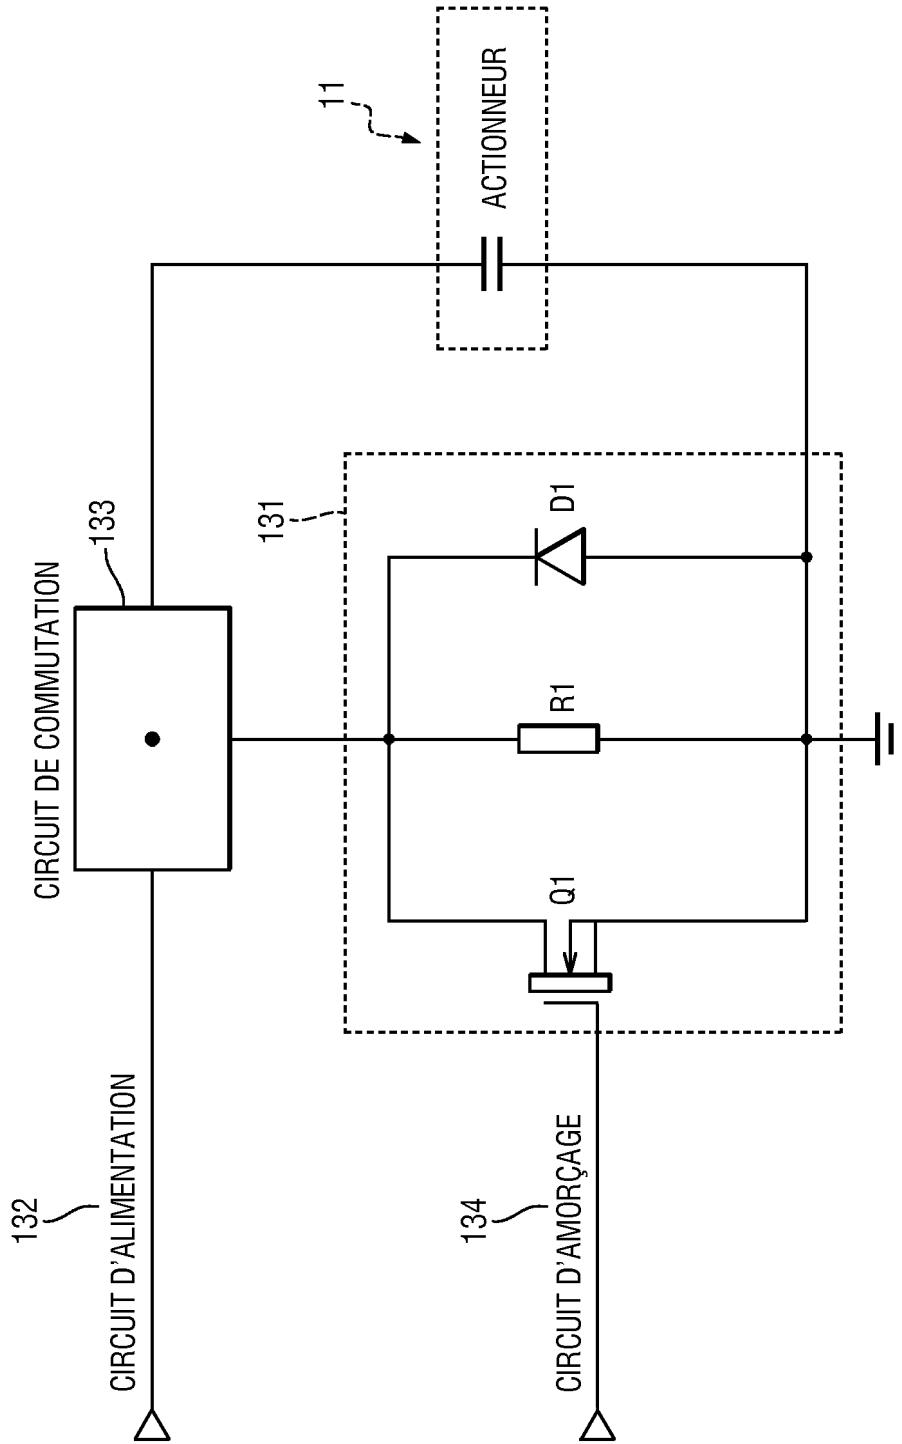 132
CIRCUIT D'ALIMENTATION
CIRCUIT DE COMMUTATION
133
11
ACTIONNEUR
131
D1
R1
Q1
134
CIRCUIT D'AMORÇAGE